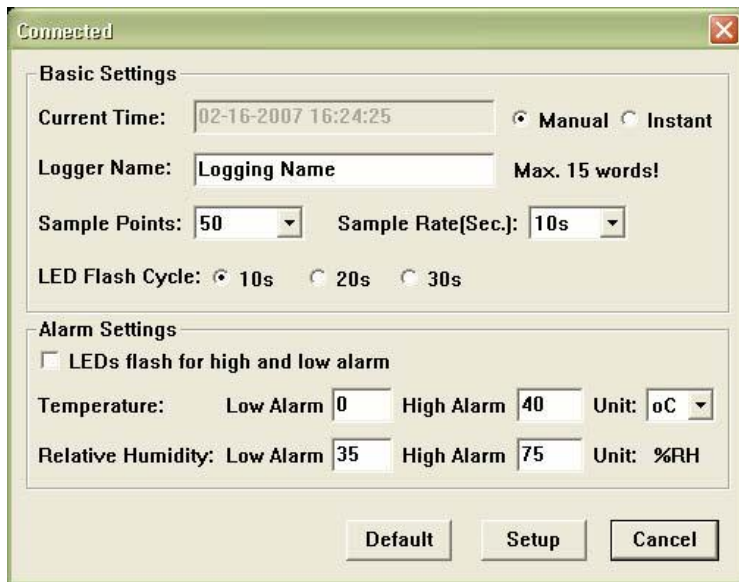 Connected
Basic Settings
Current Time: 02-16-2007 16:24:25 Manual Instant
Logger Name: Logging Name Max. 15 words!
Sample Points: 50 Sample Rate(Sec.): 10s
LED Flash Cycle: 10s 20s 30s
Alarm Settings
LEDs flash for high and low alarm
Temperature: Low Alarm 0 High Alarm 40 Unit: oC
Relative Humidity: Low Alarm 35 High Alarm 75 Unit: %RH
Default Setup Cancel